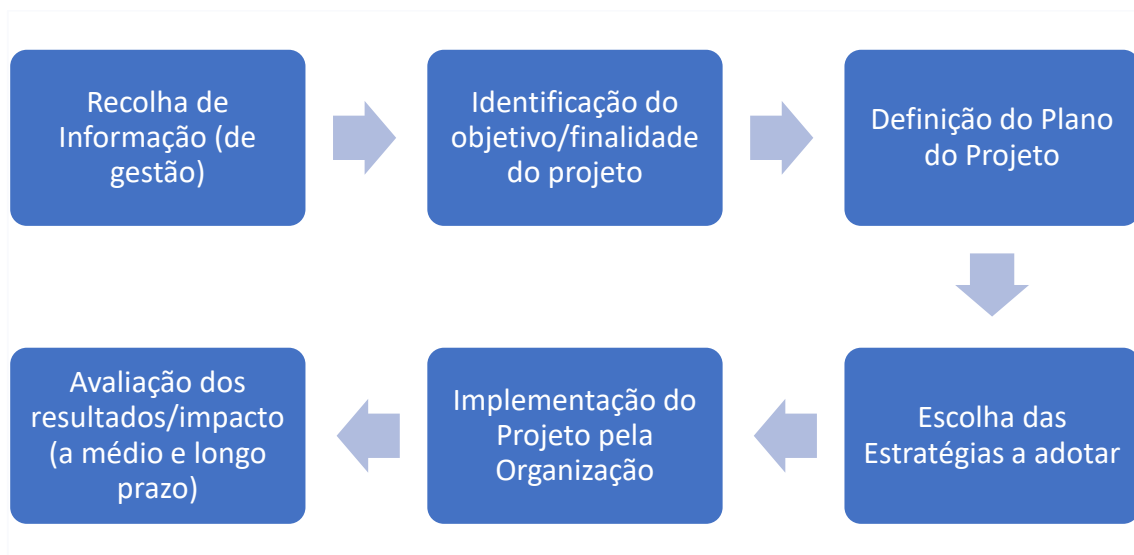 Recolha de
Informação (de
gestão)
Identificação do
objetivo/finalidade
do projeto
Definição do Plano
do Projeto
Escolha das
Estratégias a adotar
Implementação do
Projeto pela
Organização
Avaliação dos
resultados/impacto
(a médio e longo
prazo)